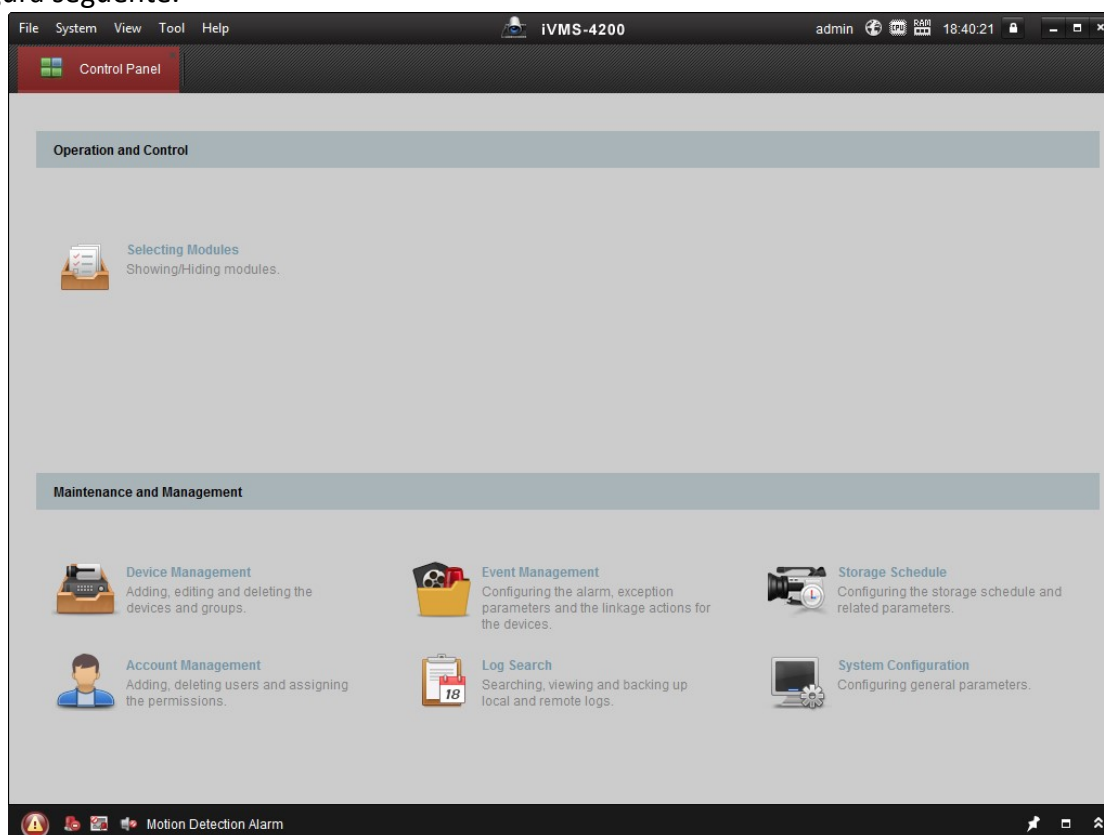 seguente.
File System View Tool Help iVMS-4200 admin CPU RAM 18:40:21
Control Panel
Operation and Control
Selecting Modules
Showing/Hiding modules.
Maintenance and Management
Device Management
Adding, editing and deleting the
devices and groups.
Event Management
Configuring the alarm, exception
parameters and the linkage actions for
the devices.
Storage Schedule
Configuring the storage schedule and
related parameters.
Account Management
Adding, deleting users and assigning
the permissions.
18
Log Search
Searching, viewing and backing up
local and remote logs.
System Configuration
Configuring general parameters.
Motion Detection Alarm